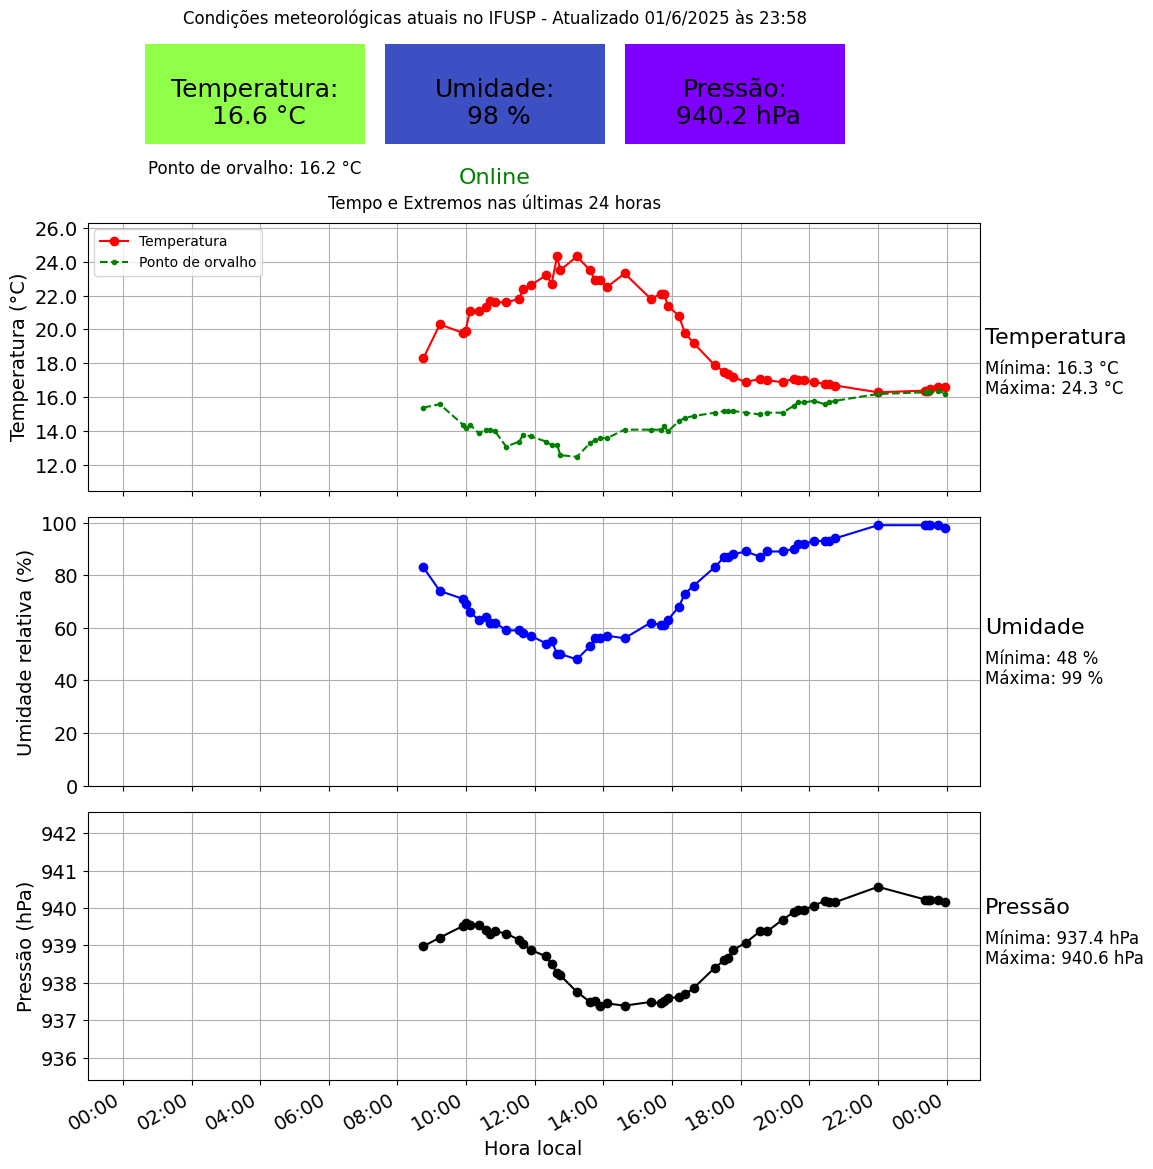 Condições meteorológicas atuais no IFUSP - Atualizado 01/6/2025 às 23:58
Temperatura:
16.6 °C
Umidade:
98 %
Pressão:
940.2 hPa
Ponto de orvalho: 16.2 °C
Online
Tempo e Extremos nas últimas 24 horas
Temperatura
Ponto de orvalho
Temperatura (°C)
26.0
24.0
22.0
20.0
18.0
16.0
14.0
12.0
Temperatura
Mínima: 16.3 °C
Máxima: 24.3 °C
Umidade relativa (%)
100
80
60
40
20
0
Umidade
Mínima: 48 %
Máxima: 99 %
Pressão (hPa)
942
941
940
939
938
937
936
Pressão
Mínima: 937.4 hPa
Máxima: 940.6 hPa
00:00 02:00 04:00 06:00 08:00 10:00 12:00 14:00 16:00 18:00 20:00 22:00 00:00
Hora local